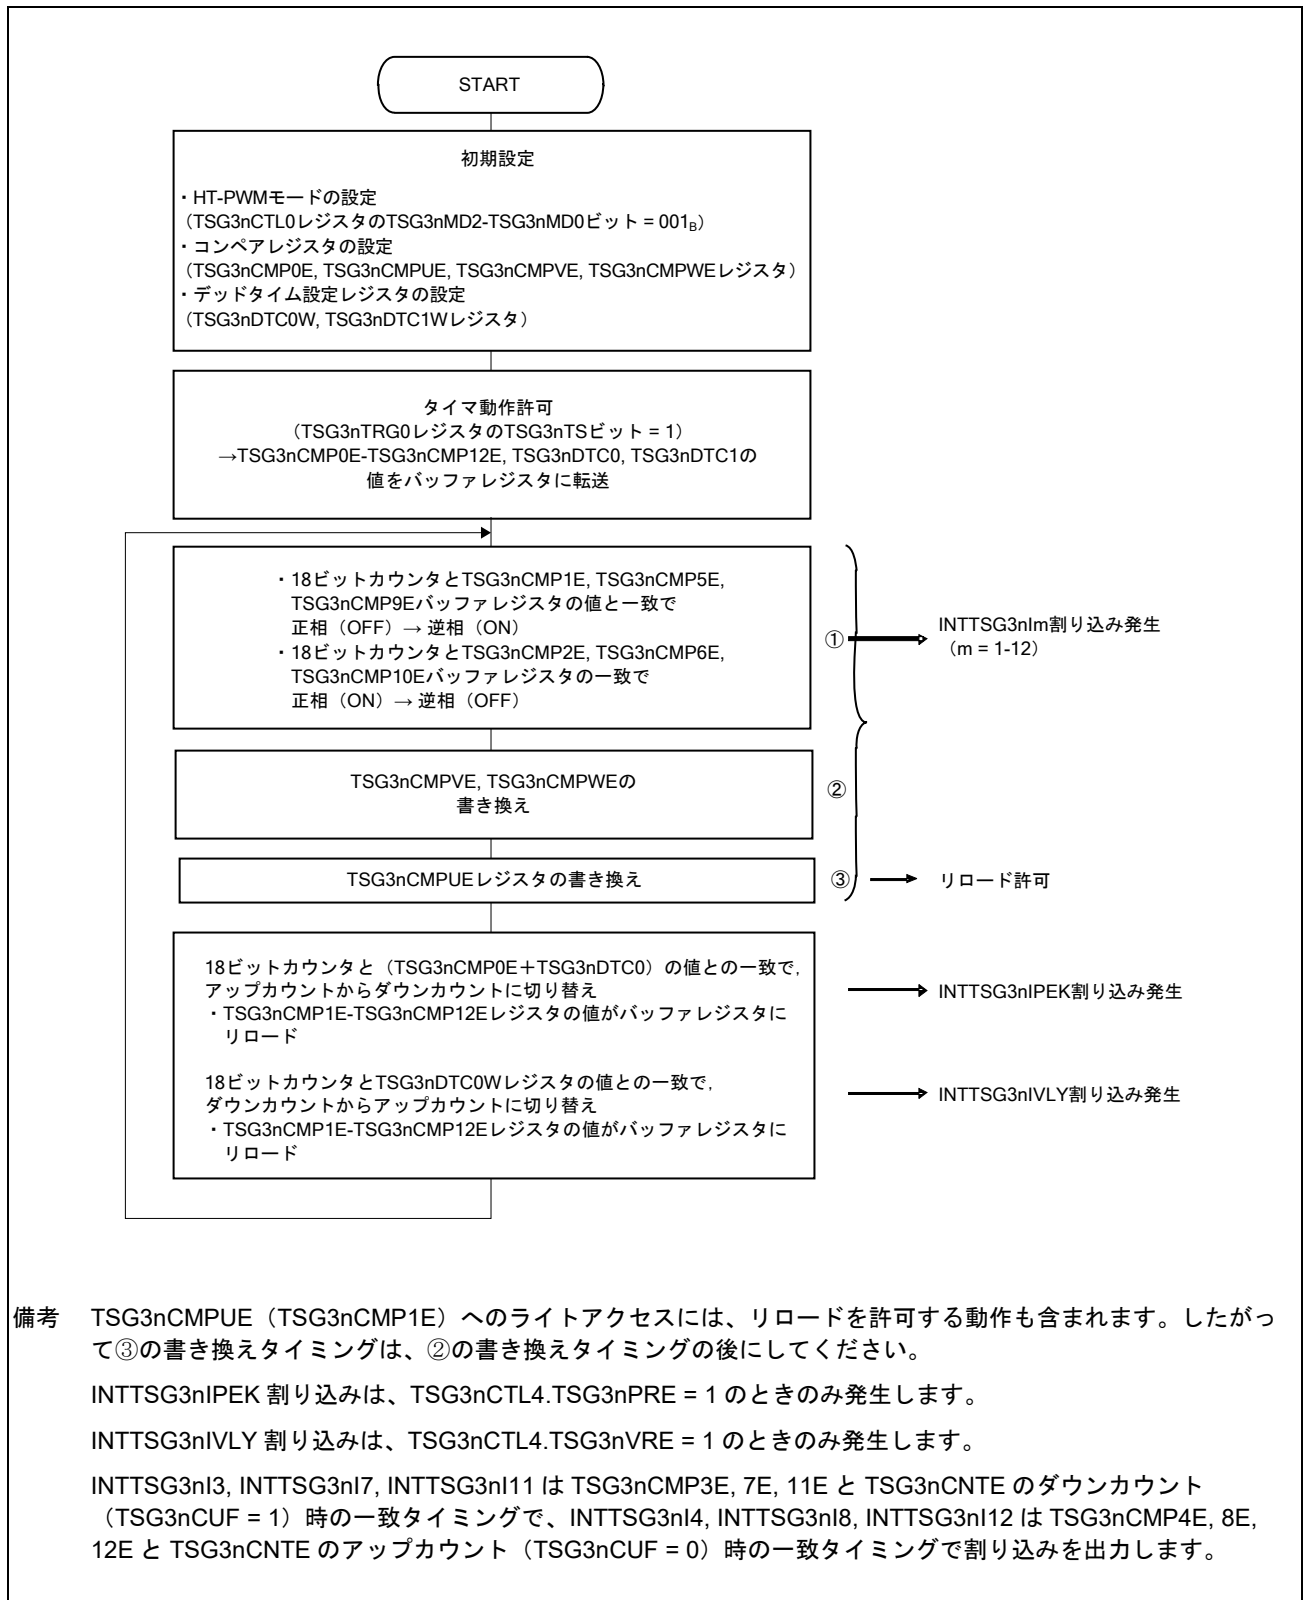 START
初期設定
・HT-PWMモードの設定
（TSG3nCTL0レジスタのTSG3nMD2-TSG3nMD0ビット = 001B）
・コンペアレジスタの設定
（TSG3nCMP0E, TSG3nCMPUE, TSG3nCMPVE, TSG3nCMPWEレジスタ）
・デッドタイム設定レジスタの設定
（TSG3nDTC0W, TSG3nDTC1Wレジスタ）
タイマ動作許可
（TSG3nTRG0レジスタのTSG3nTSビット = 1）
→TSG3nCMP0E-TSG3nCMP12E, TSG3nDTC0, TSG3nDTC1の
値をバッファレジスタに転送
・18ビットカウンタとTSG3nCMP1E, TSG3nCMP5E,
TSG3nCMP9Eバッファレジスタの値と一致で
正相（OFF）→ 逆相（ON）
・18ビットカウンタとTSG3nCMP2E, TSG3nCMP6E,
TSG3nCMP10Eバッファレジスタの一致で
正相（ON）→ 逆相（OFF）
①
INTTSG3nIm割り込み発生
（m = 1-12）
TSG3nCMPVE, TSG3nCMPWEの
書き換え
②
TSG3nCMPUEレジスタの書き換え
③
リロード許可
18ビットカウンタと（TSG3nCMP0E＋TSG3nDTC0）の値との一致で,
アップカウントからダウンカウントに切り替え
・TSG3nCMP1E-TSG3nCMP12Eレジスタの値がバッファレジスタに
リロード
INTTSG3nIPEK割り込み発生
18ビットカウンタとTSG3nDTC0Wレジスタの値との一致で,
ダウンカウントからアップカウントに切り替え
・TSG3nCMP1E-TSG3nCMP12Eレジスタの値がバッファレジスタに
リロード
INTTSG3nIVLY割り込み発生
備考 TSG3nCMPUE（TSG3nCMP1E）へのライトアクセスには、リロードを許可する動作も含まれます。したがっ
て③の書き換えタイミングは、②の書き換えタイミングの後にしてください。
INTTSG3nIPEK 割り込みは、TSG3nCTL4.TSG3nPRE = 1 のときのみ発生します。
INTTSG3nIVLY 割り込みは、TSG3nCTL4.TSG3nVRE = 1 のときのみ発生します。
INTTSG3nI3, INTTSG3nI7, INTTSG3nI11 は TSG3nCMP3E, 7E, 11E と TSG3nCNTE のダウンカウント
（TSG3nCUF = 1）時の一致タイミングで、INTTSG3nI4, INTTSG3nI8, INTTSG3nI12 は TSG3nCMP4E, 8E,
12E と TSG3nCNTE のアップカウント（TSG3nCUF = 0）時の一致タイミングで割り込みを出力します。